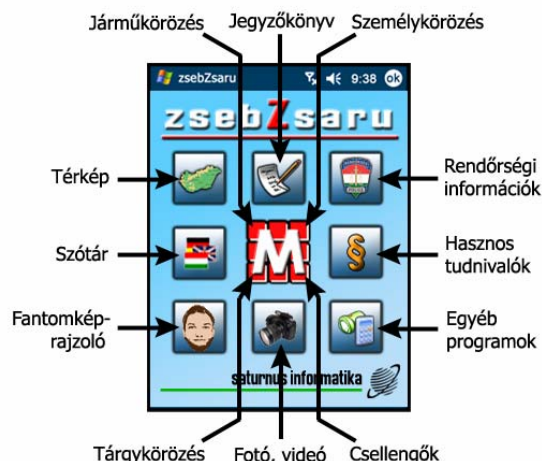 Járműkörözés
Jegyzőkönyv
Személykörözés
zsebZsaru
9:38
ok
zsebZsaru
Térkép
Rendőrségi
információk
Szótár
M
§
Hasznos
tudnivalók
Fantomkép-
rajzoló
Egyéb
programok
saturnus informatika
Tárgykörözés
Fotó, videó
Csellengők